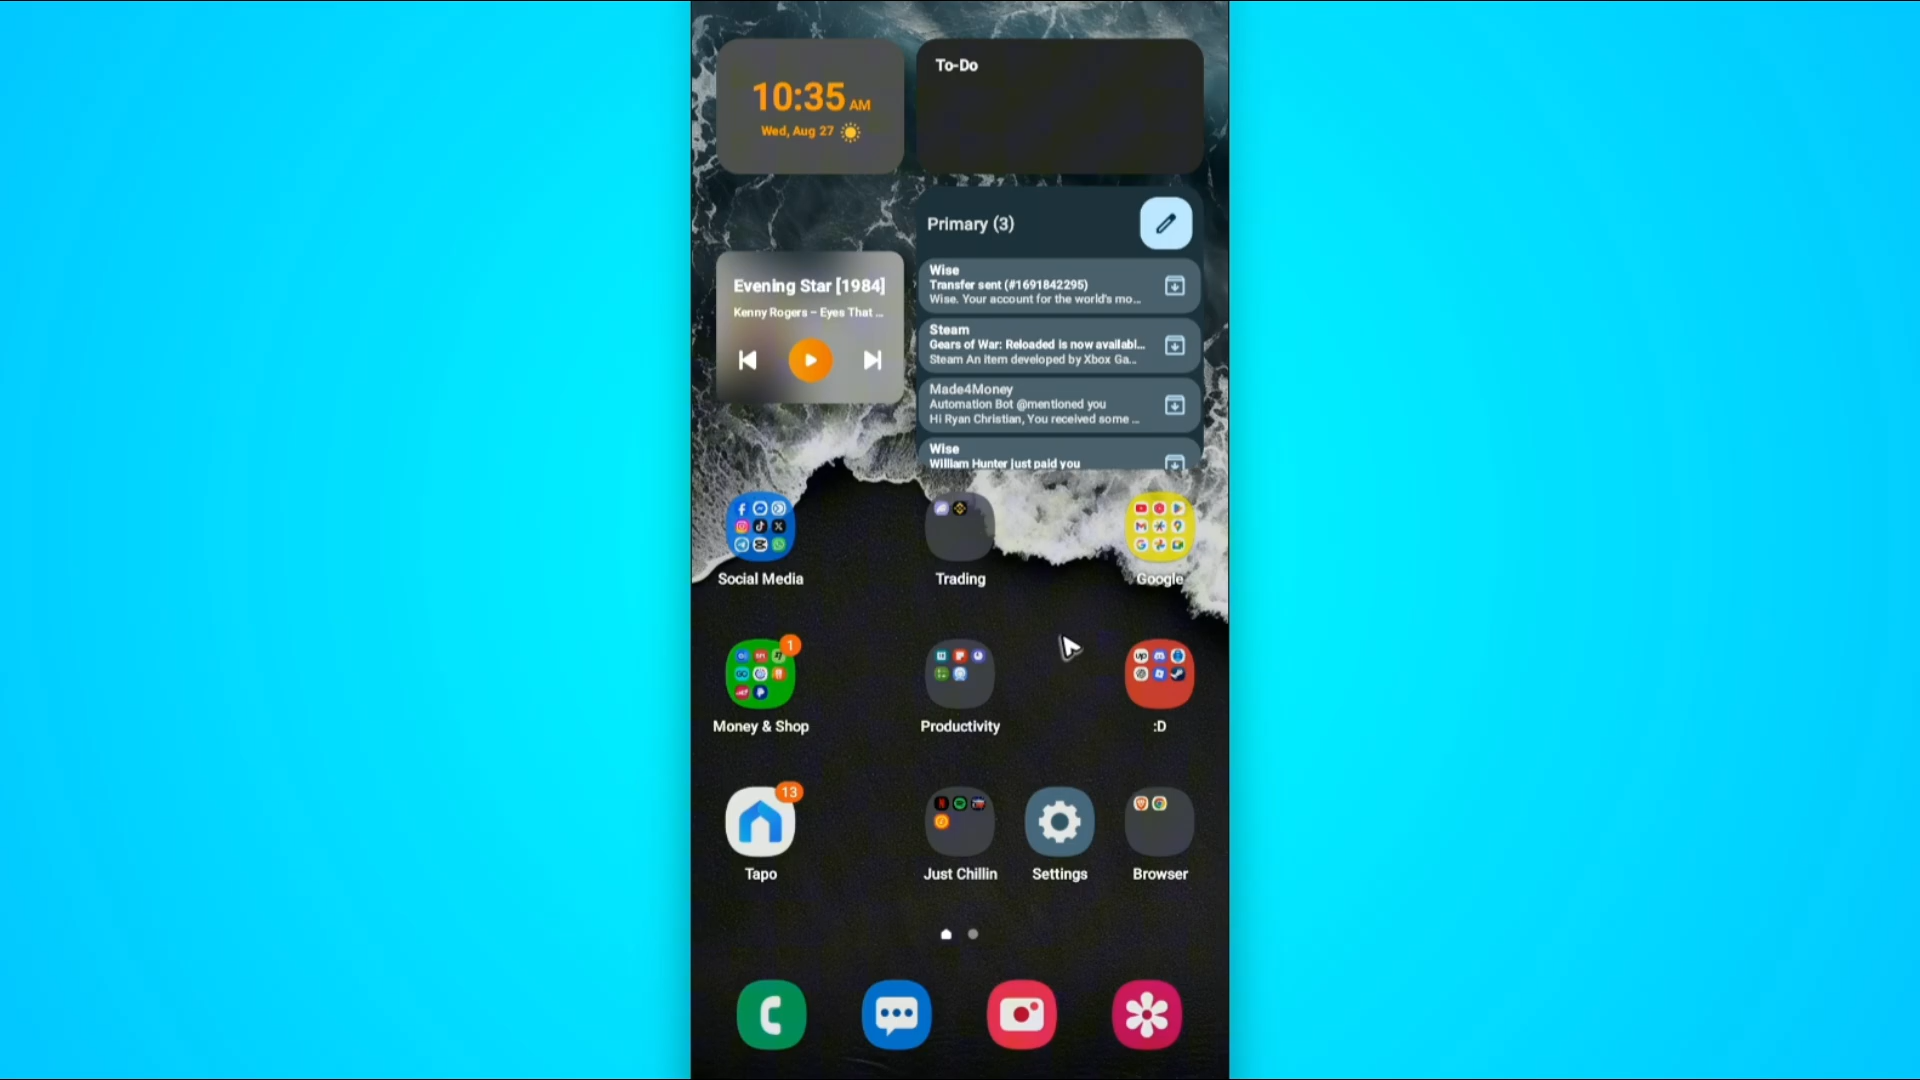 10:35 AM
Wed, Aug 27
To-Do
Primary (3)
Wise
Transfer sent (#1691842295)
Wise. Your account for the world's mo...
Steam
Gears of War: Reloaded is now availabl...
Steam An item developed by Xbox Ga...
Made4Money
Automation Bot @mentioned you
Hi Ryan Christian, You received some ...
Wise
William Hunter just paid you
Evening Star [1984]
Kenny Rogers – Eyes That ...
Social Media
Trading
Google
1
Money & Shop
Productivity
up
:D
13
Tapo
Just Chillin
Settings
Browser